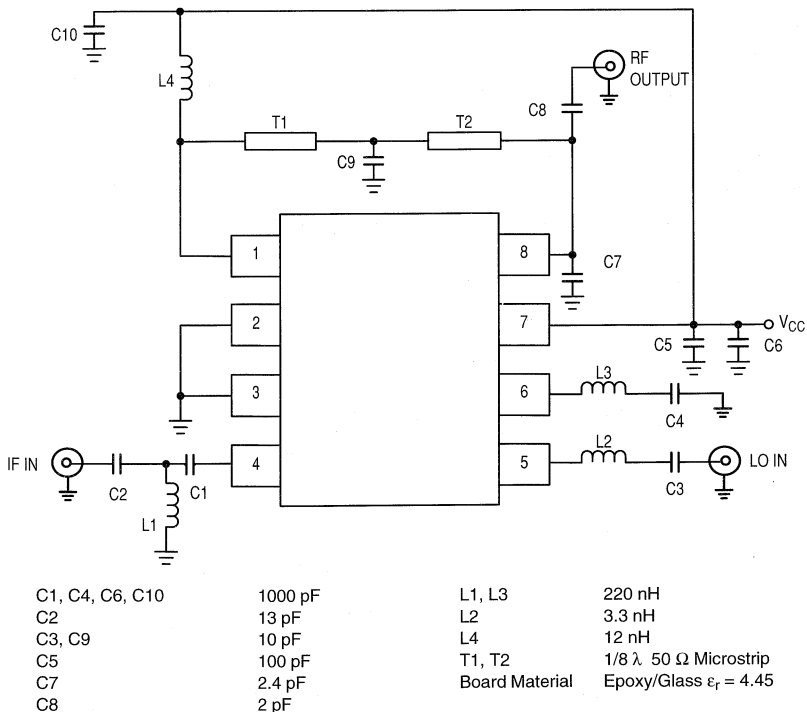 C10
L4
RF
OUTPUT
C8
T1
T2
C9
1
8
C7
2
7
VCC
C5
C6
3
6
L3
C4
IF IN
C2
C1
L1
4
5
L2
C3
LO IN
C1, C4, C6, C10 1000 pF L1, L3 220 nH
C2 13 pF L2 3.3 nH
C3, C9 10 pF L4 12 nH
C5 100 pF T1, T2 1/8 λ 50 Ω Microstrip
C7 2.4 pF Board Material Epoxy/Glass εr = 4.45
C8 2 pF